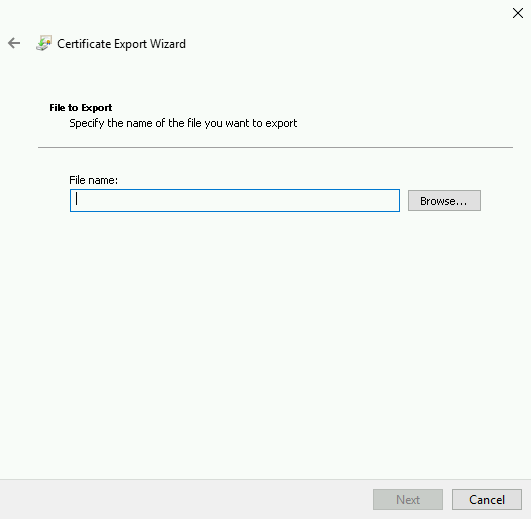 Certificate Export Wizard
File to Export
Specify the name of the file you want to export
File name:
Browse...
Next
Cancel